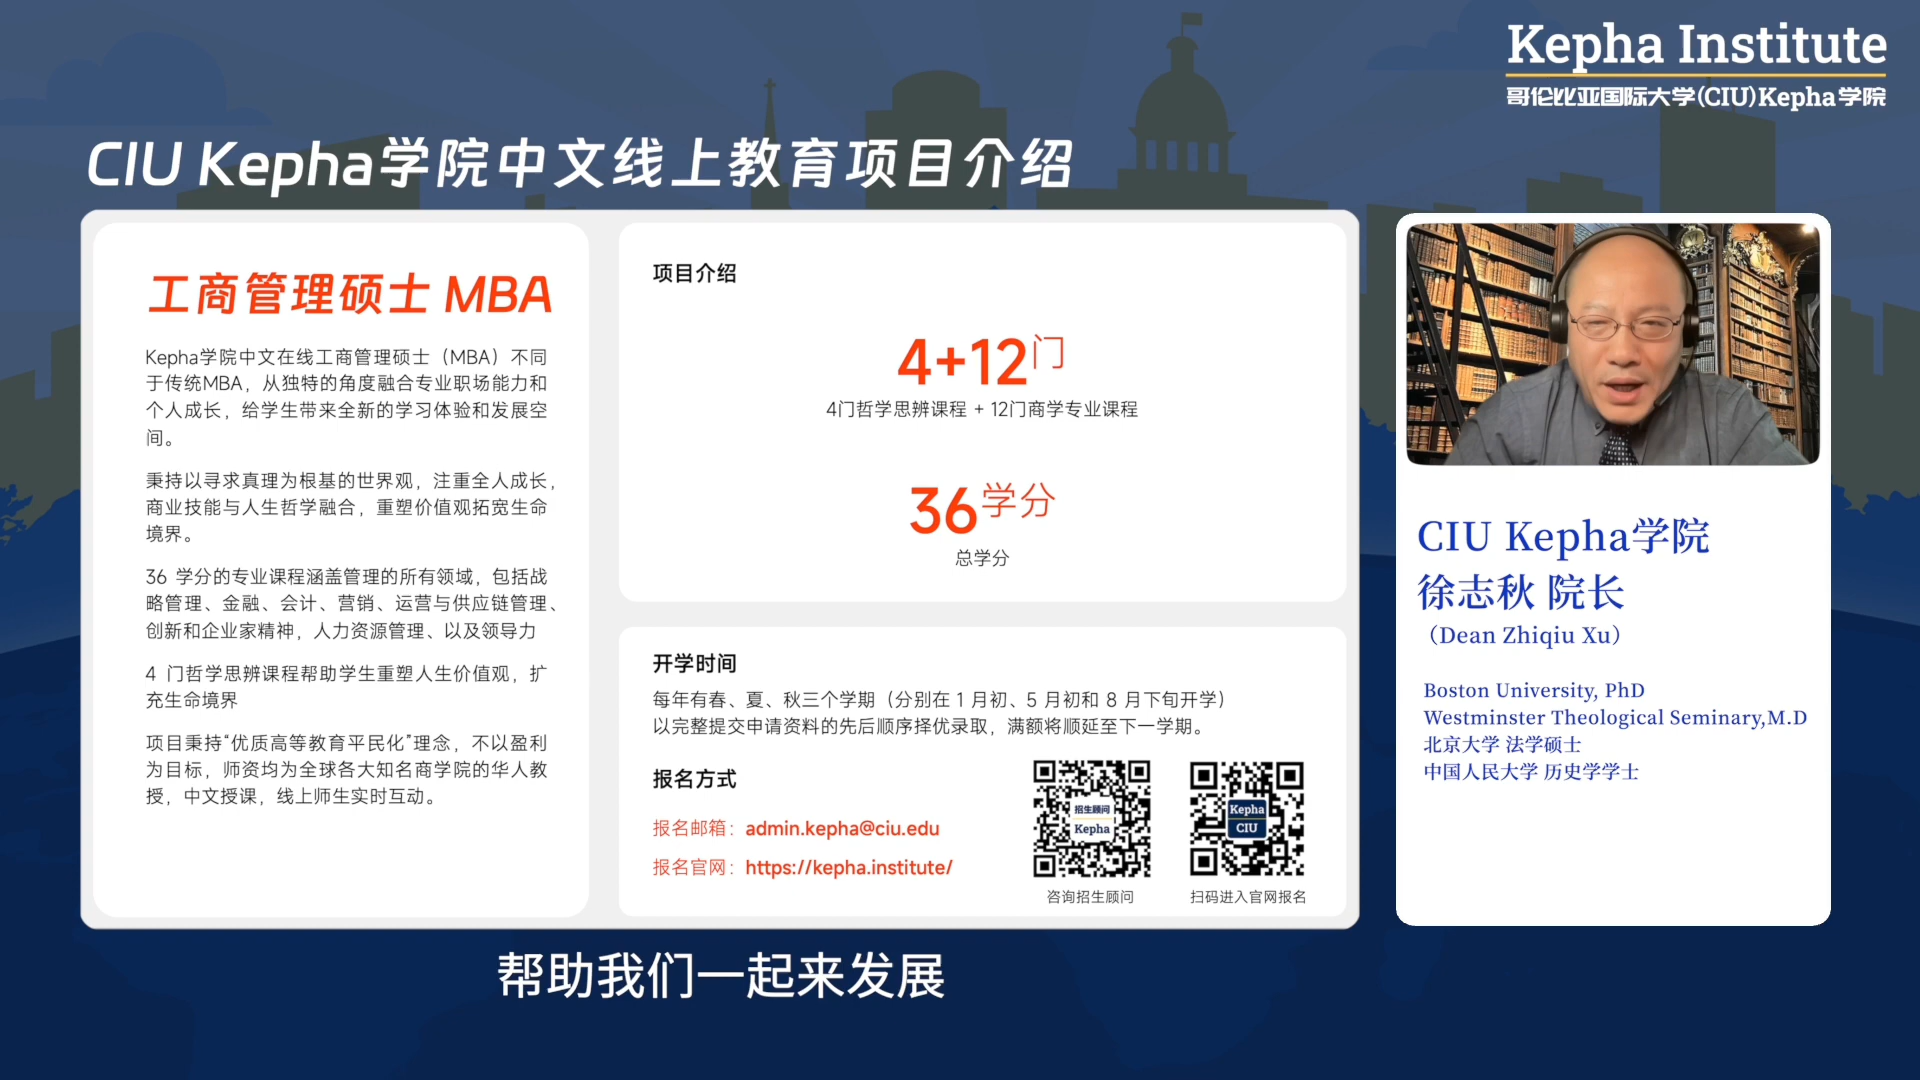 Kepha Institute
哥伦比亚国际大学(CIU)Kepha学院
CIU Kepha学院中文线上教育项目介绍
工商管理硕士 MBA
Kepha学院中文在线工商管理硕士（MBA）不同
于传统MBA，从独特的角度融合专业职场能力和
个人成长，给学生带来全新的学习体验和发展空
间。
秉持以寻求真理为根基的世界观，注重全人成长，
商业技能与人生哲学融合，重塑价值观拓宽生命
境界。
36 学分的专业课程涵盖管理的所有领域，包括战
略管理、金融、会计、营销、运营与供应链管理、
创新和企业家精神，人力资源管理、以及领导力
4 门哲学思辨课程帮助学生重塑人生价值观，扩
充生命境界
项目秉持“优质高等教育平民化”理念，不以盈利
为目标，师资均为全球各大知名商学院的华人教
授，中文授课，线上师生实时互动。
项目介绍
4+12门
4门哲学思辨课程 + 12门商学专业课程
36学分
总学分
开学时间
每年有春、夏、秋三个学期（分别在 1 月初、5 月初和 8 月下旬开学）
以完整提交申请资料的先后顺序择优录取，满额将顺延至下一学期。
报名方式
报名邮箱：admin.kepha@ciu.edu
报名官网：https://kepha.institute/
招生顾问
Kepha
咨询招生顾问
Kepha
CIU
扫码进入官网报名
CIU Kepha学院
徐志秋 院长
（Dean Zhiqiu Xu）
Boston University, PhD
Westminster Theological Seminary,M.D
北京大学 法学硕士
中国人民大学 历史学学士
帮助我们一起来发展